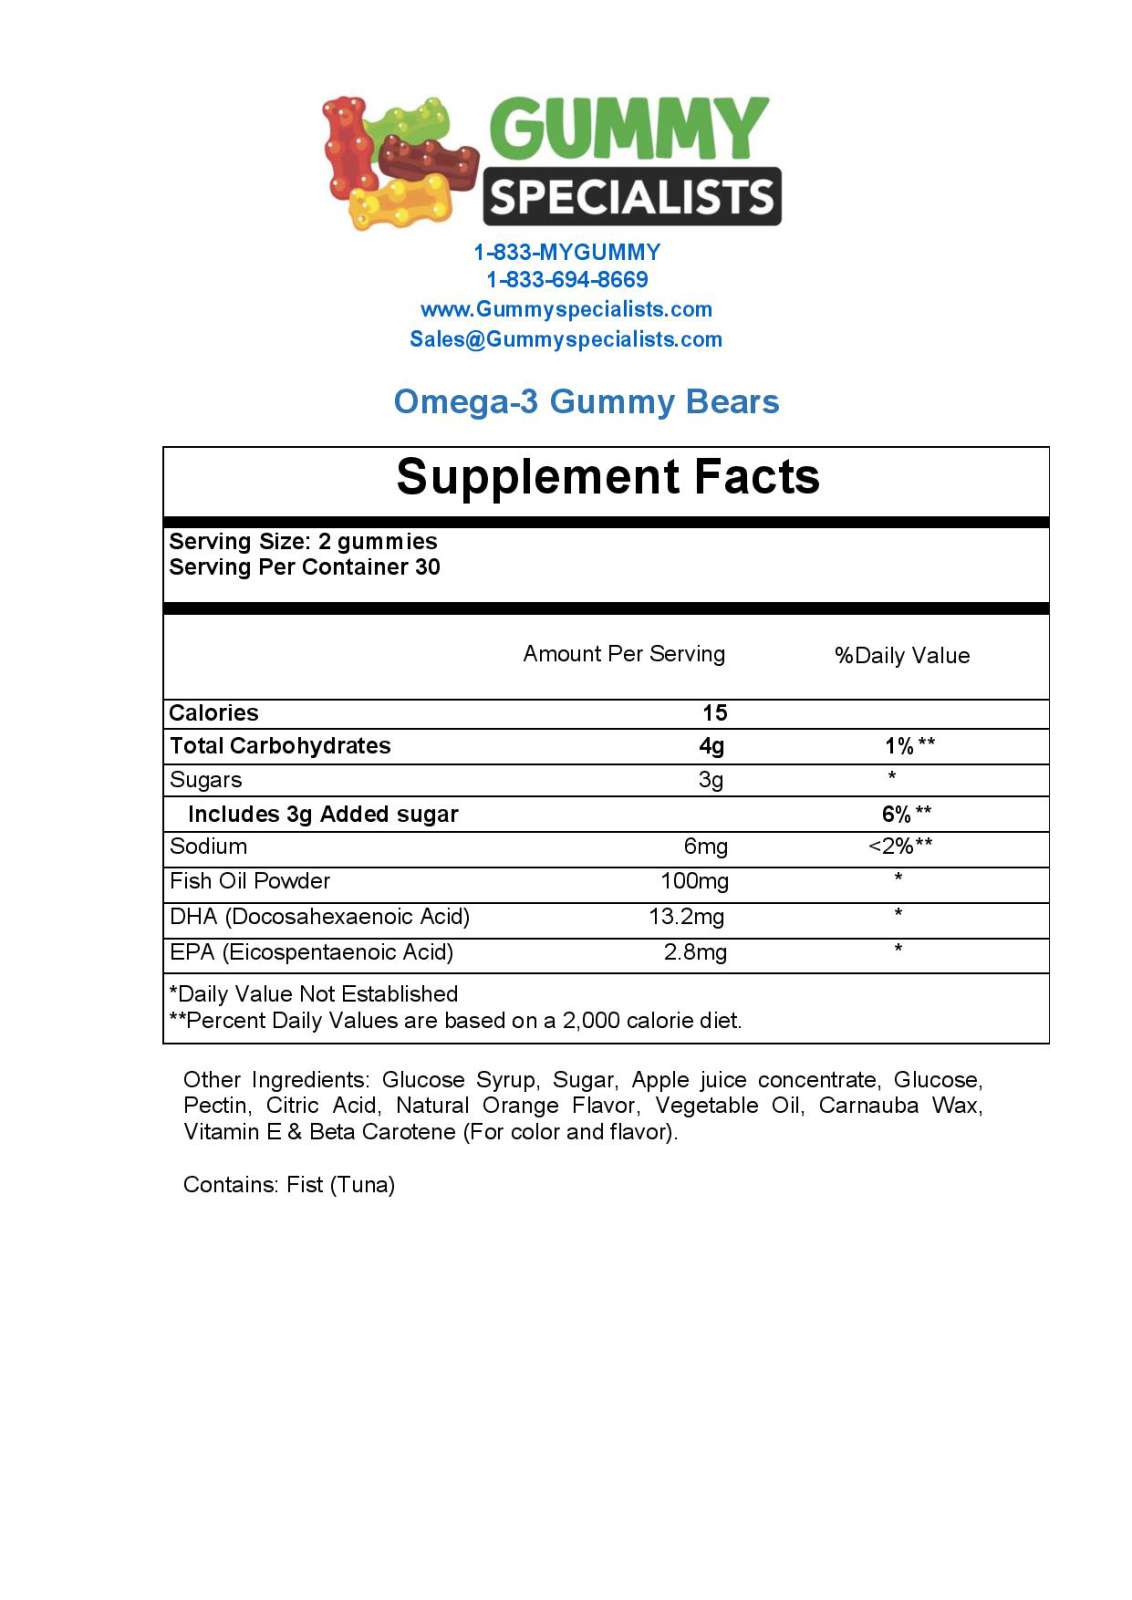 GUMMY
SPECIALISTS
1-833-MYGUMMY
1-833-694-8669
www.Gummyspecialists.com
Sales@Gummyspecialists.com
Omega-3 Gummy Bears
Supplement Facts
Serving Size: 2 gummies
Serving Per Container 30
Amount Per Serving %Daily Value
Calories 15
Total Carbohydrates 4g 1%**
Sugars 3g *
Includes 3g Added sugar 6%**
Sodium 6mg <2%**
Fish Oil Powder 100mg *
DHA (Docosahexaenoic Acid) 13.2mg *
EPA (Eicospentaenoic Acid) 2.8mg *
*Daily Value Not Established
**Percent Daily Values are based on a 2,000 calorie diet.
Other Ingredients: Glucose Syrup, Sugar, Apple juice concentrate, Glucose,
Pectin, Citric Acid, Natural Orange Flavor, Vegetable Oil, Carnauba Wax,
Vitamin E & Beta Carotene (For color and flavor).
Contains: Fist (Tuna)